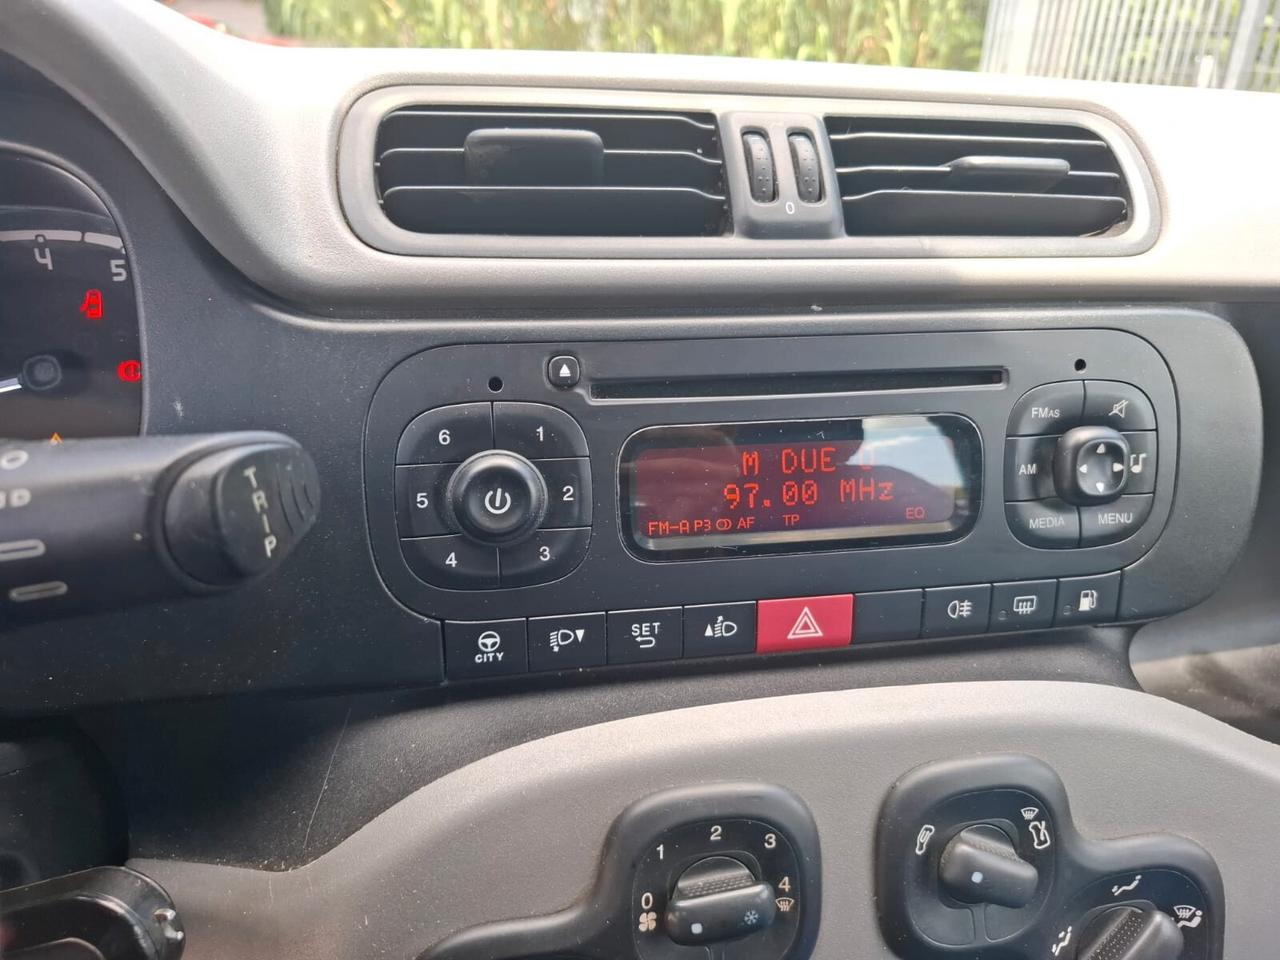 4 5
0
6 1
5 2
4 3
M DUE O
97.00 MHz
FM-A P3 AF TP EQ
FMAS
AM
MEDIA MENU
TRIP
CITY
SET
0 1 2 3 4